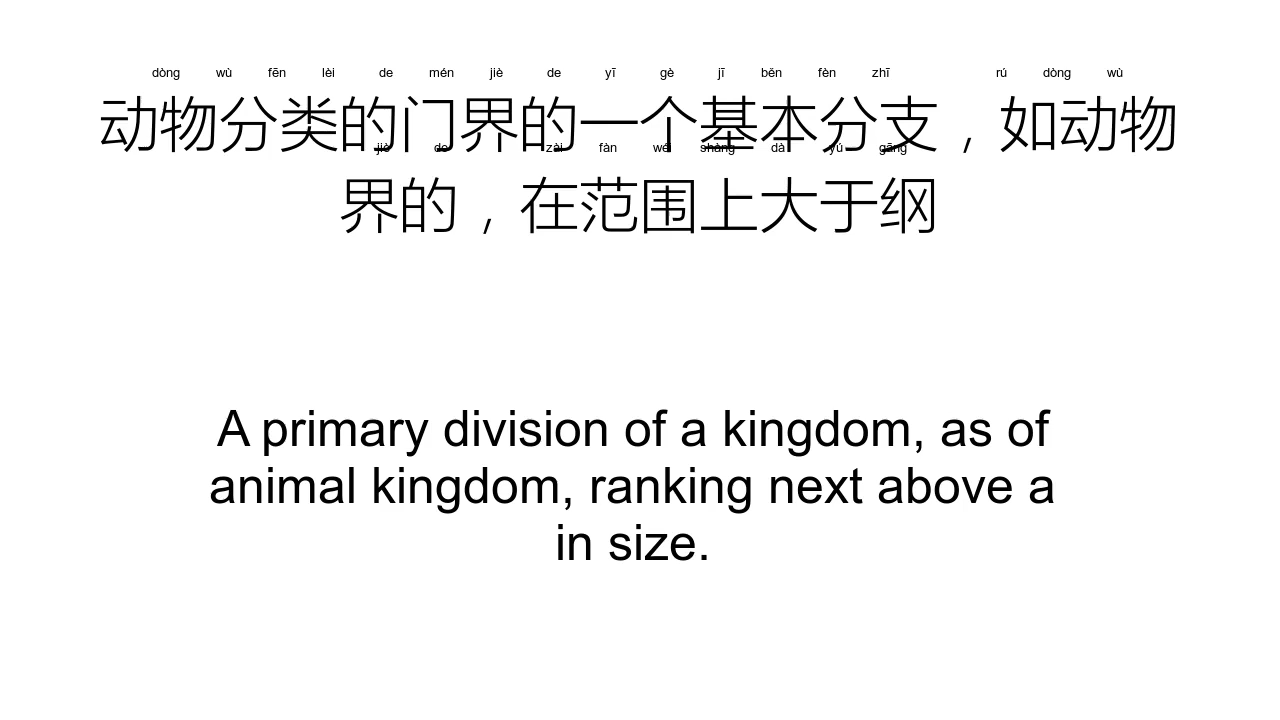 dòng wù fēn lèi de mén jiè de yī gè jī běn fèn zhī rú dòng wù
动物分类的门界的一个基本分支，如动物
jiè de zài fàn wéi shàng dà yú gāng
界的，在范围上大于纲
A primary division of a kingdom, as of
animal kingdom, ranking next above a
in size.